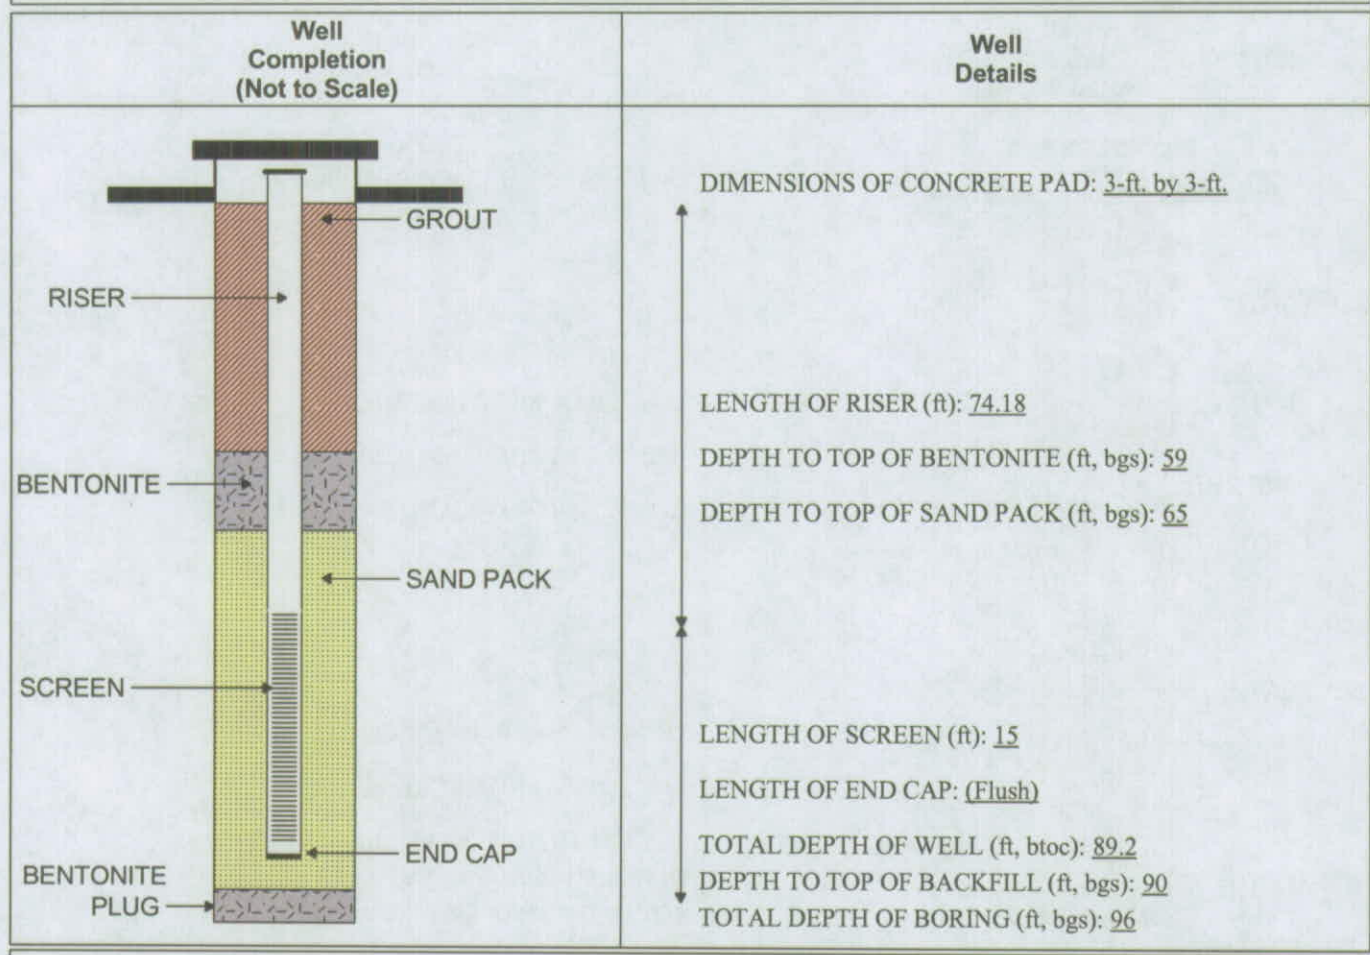 Well
Completion
(Not to Scale)
Well
Details
GROUT
RISER
BENTONITE
SAND PACK
SCREEN
END CAP
BENTONITE
PLUG
DIMENSIONS OF CONCRETE PAD: 3-ft. by 3-ft.
LENGTH OF RISER (ft): 74.18
DEPTH TO TOP OF BENTONITE (ft, bgs): 59
DEPTH TO TOP OF SAND PACK (ft, bgs): 65
LENGTH OF SCREEN (ft): 15
LENGTH OF END CAP: (Flush)
TOTAL DEPTH OF WELL (ft, btoc): 89.2
DEPTH TO TOP OF BACKFILL (ft, bgs): 90
TOTAL DEPTH OF BORING (ft, bgs): 96